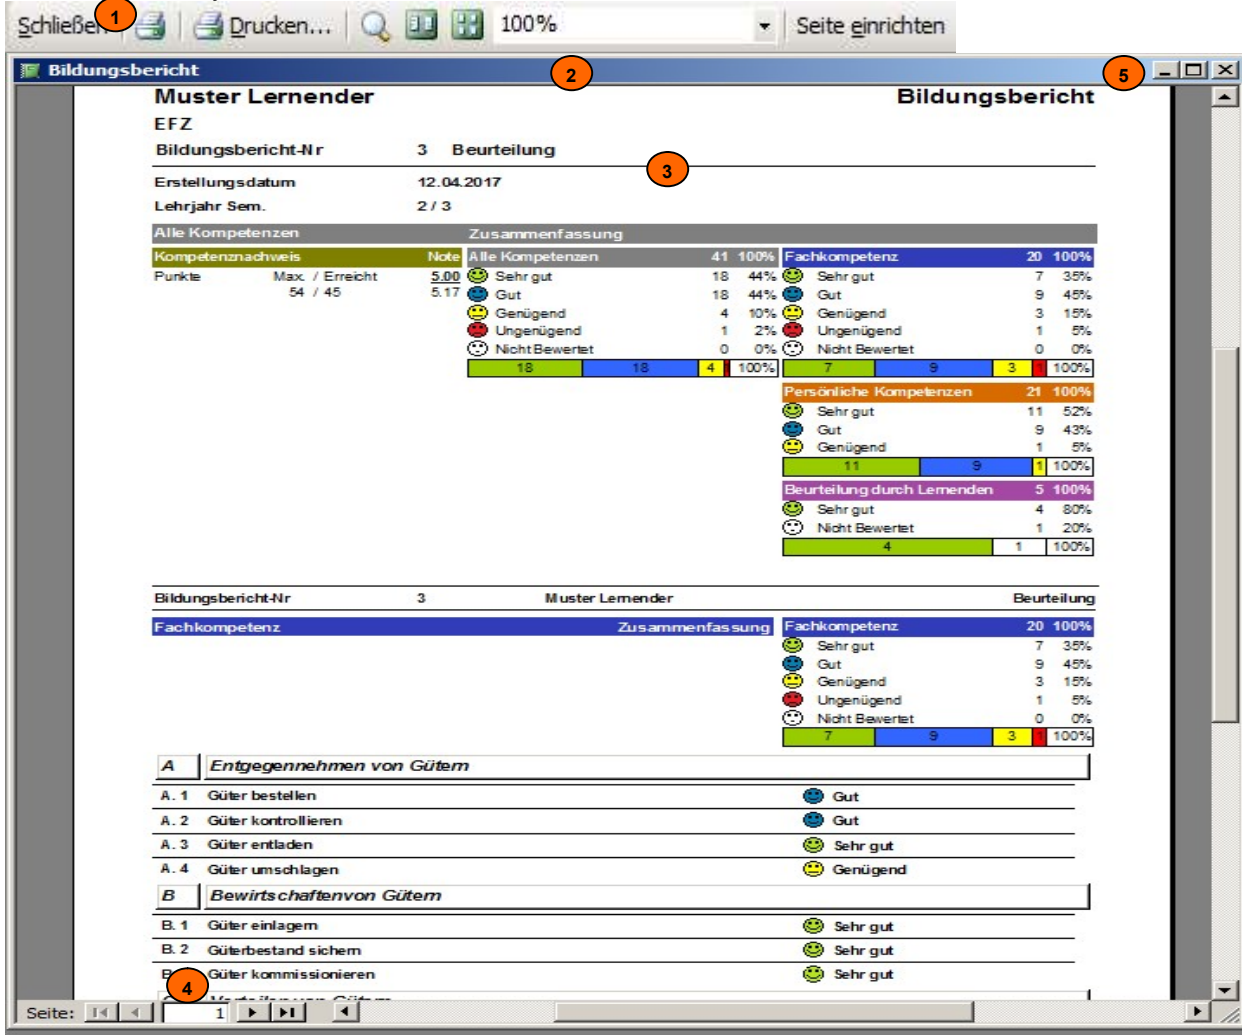 Schließen 1 Drucken... 100% Seite einrichten
Bildungsbericht 2 5
Muster Lernender Bildungsbericht
EFZ
Bildungsbericht-Nr 3 Beurteilung
3
Erstellungsdatum 12.04.2017
Lehrjahr Sem. 2 / 3
Alle Kompetenzen Zusammenfassung
Kompetenznachweis Note Alle Kompetenzen 41 100% Fachkompetenz 20 100%
Punkte Max. / Erreicht 5.00 Sehr gut 18 44% Sehr gut 7 35%
54 / 45 5.17 Gut 18 44% Gut 9 45%
Genügend 4 10% Genügend 3 15%
Ungenügend 1 2% Ungenügend 1 5%
Nicht Bewertet 0 0% Nicht Bewertet 0 0%
18 18 4 100% 7 9 3 1 100%
Persönliche Kompetenzen 21 100%
Sehr gut 11 52%
Gut 9 43%
Genügend 1 5%
11 9 1 100%
Beurteilung durch Lernenden 5 100%
Sehr gut 4 80%
Nicht Bewertet 1 20%
4 1 100%
Bildungsbericht-Nr 3 Muster Lernender Beurteilung
Fachkompetenz Zusammenfassung Fachkompetenz 20 100%
Sehr gut 7 35%
Gut 9 45%
Genügend 3 15%
Ungenügend 1 5%
Nicht Bewertet 0 0%
7 9 3 1 100%
A Entgegennehmen von Gütern
A. 1 Güter bestellen Gut
A. 2 Güter kontrollieren Gut
A. 3 Güter entladen Sehr gut
A. 4 Güter umschlagen Genügend
B Bewirtschaften von Gütern
B. 1 Güter einlagern Sehr gut
B. 2 Güterbestand sichern Sehr gut
B Güter kommissionieren Sehr gut
4
Seite: 1